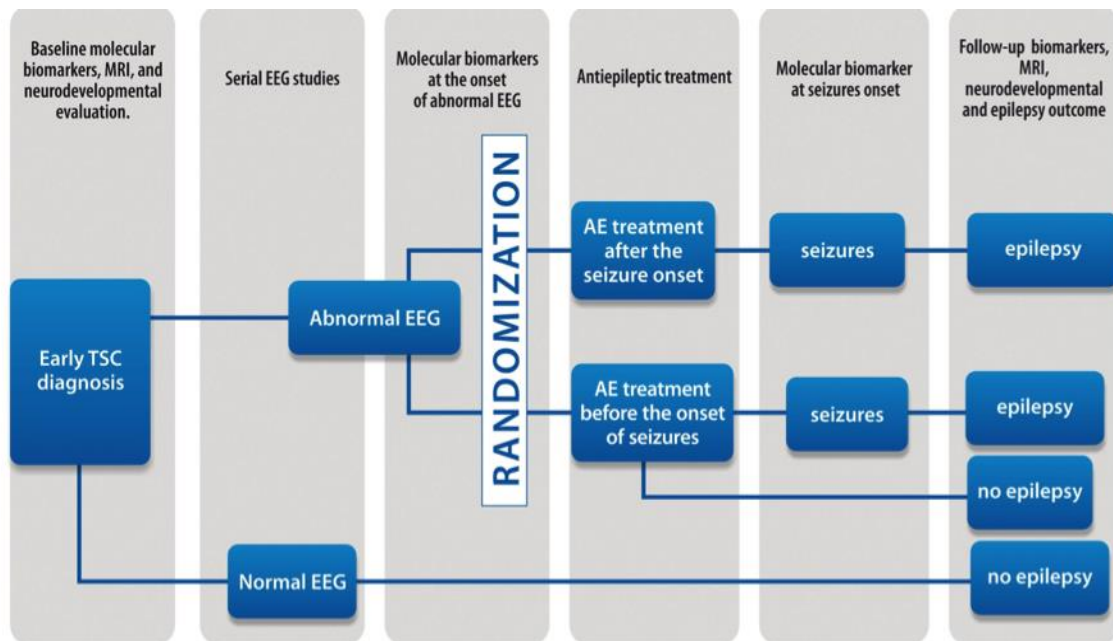 Baseline molecular
biomarkers, MRI, and
neurodevelopmental
evaluation.
Serial EEG studies
Molecular biomarkers
at the onset
of abnormal EEG
Antiepileptic treatment
Molecular biomarker
at seizures onset
Follow-up biomarkers,
MRI,
neurodevelopmental
and epilepsy outcome
Early TSC
diagnosis
Abnormal EEG
RANDOMIZATION
AE treatment
after the
seizure onset
seizures
epilepsy
AE treatment
before the onset
of seizures
seizures
epilepsy
no epilepsy
Normal EEG
no epilepsy